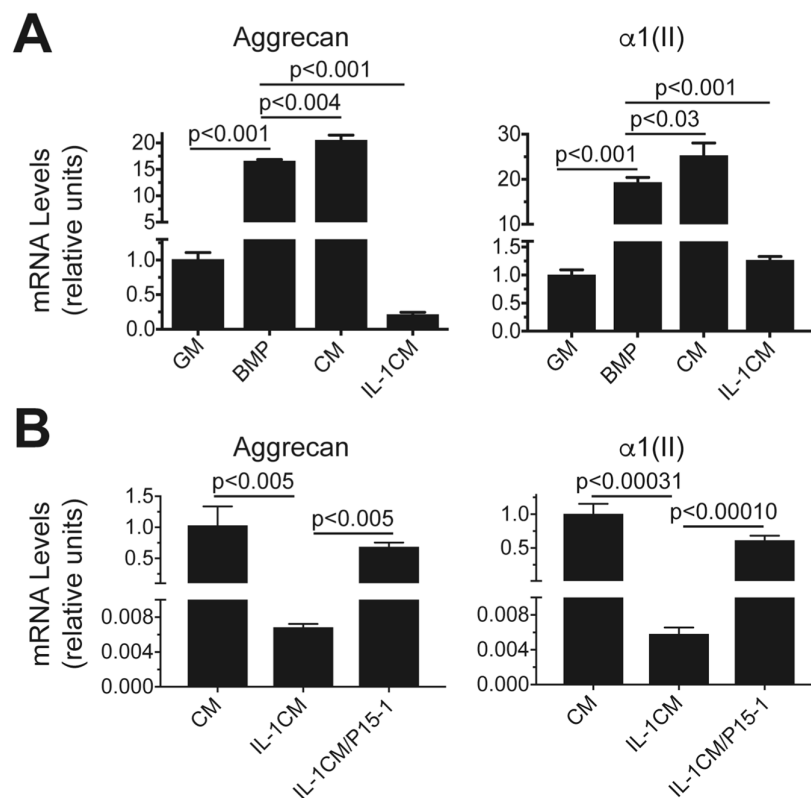 A
Aggrecan
α1(II)
p<0.001
p<0.004
p<0.001
p<0.001
p<0.03
p<0.001
mRNA Levels
(relative units)
20
15
10
5
1.0
0.5
0.0
30
20
10
1.5
1.0
0.5
0.0
GM
BMP
CM
IL-1CM
GM
BMP
CM
IL-1CM
B
Aggrecan
α1(II)
p<0.005
p<0.005
p<0.00031
p<0.00010
mRNA Levels
(relative units)
1.5
1.0
0.5
0.008
0.004
0.000
1.0
0.5
0.008
0.004
0.000
CM
IL-1CM
IL-1CM/P15-1
CM
IL-1CM
IL-1CM/P15-1